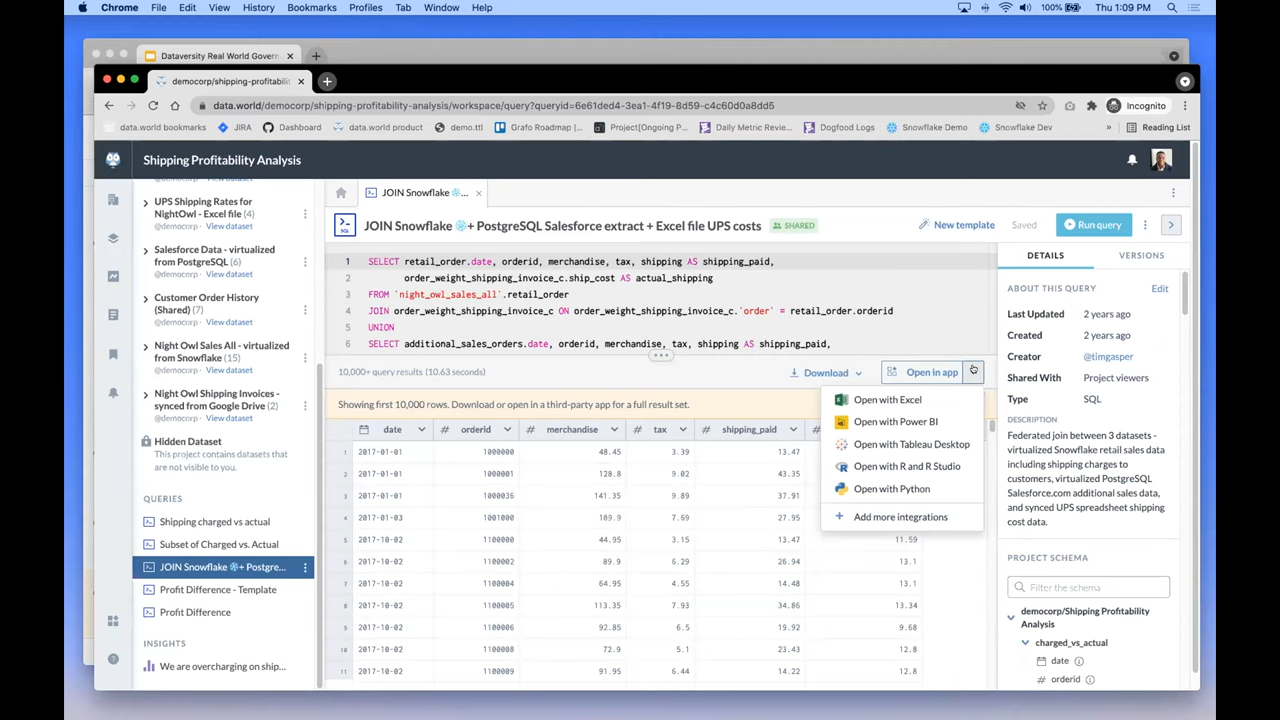 Chrome File Edit View History Bookmarks Profiles Tab Window Help 100% Thu 1:09 PM
Dataversity Real World Gover
democorp/shipping-profitabilit
data.world/democorp/shipping-profitability-analysis/workspace/query?queryid=6e61ded4-3ea1-4f19-8d59-c4c60d0a8dd5 Incognito
data.world bookmarks JIRA Dashboard data.world product demo.ttl Grafo Roadmap |... Project[Ongoing P... Daily Metric Revie... Dogfood Logs Snowflake Demo Snowflake Dev » Reading List
Shipping Profitability Analysis
@democorp View dataset
UPS Shipping Rates for
NightOwl - Excel file (4)
@democorp View dataset
Salesforce Data - virtualized
from PostgreSQL (6)
@democorp View dataset
Customer Order History
(Shared) (7)
@democorp View dataset
Night Owl Sales All - virtualized
from Snowflake (15)
@democorp View dataset
Night Owl Shipping Invoices -
synced from Google Drive (2)
@democorp View dataset
Hidden Dataset
This project contains datasets
that are not visible to you.
QUERIES
Shipping charged vs actual
Subset of Charged vs. Actual
JOIN Snowflake + Postgre...
Profit Difference - Template
Profit Difference
INSIGHTS
We are overcharging on ship...
JOIN Snowflake ...
JOIN Snowflake + PostgreSQL Salesforce extract + Excel file UPS costs SHARED
New template Saved Run query
1 SELECT retail_order.date, orderid, merchandise, tax, shipping AS shipping_paid,
2 order_weight_shipping_invoice_c.ship_cost AS actual_shipping
3 FROM `night_owl_sales_all`.retail_order
4 JOIN order_weight_shipping_invoice_c ON order_weight_shipping_invoice_c.`order` = retail_order.orderid
5 UNION
6 SELECT additional_sales_orders.date, orderid, merchandise, tax, shipping AS shipping_paid,
10,000+ query results (10.63 seconds) Download Open in app
Showing first 10,000 rows. Download or open in a third-party app for a full result set.
Open with Excel
Open with Power BI
Open with Tableau Desktop
Open with R and R Studio
Open with Python
+ Add more integrations
date # orderid # merchandise # tax # shipping_paid #
1 2017-01-01 1000000 48.45 3.39 13.47
2 2017-01-01 1000001 128.8 9.02 43.35
3 2017-01-01 1000036 141.35 9.89 37.91
4 2017-01-03 1001000 109.9 7.69 27.95
5 2017-10-02 1100001 44.95 3.15 13.47 11.59
6 2017-10-02 1100002 89.9 6.29 26.94 13.1
7 2017-10-02 1100004 64.95 4.55 14.48 13.1
8 2017-10-02 1100005 113.35 7.93 34.86 13.34
9 2017-10-02 1100006 92.85 6.5 19.92 9.68
10 2017-10-02 1100008 72.9 5.1 23.43 12.8
11 2017-10-02 1100009 91.95 6.44 14.22 12.8
DETAILS VERSIONS
ABOUT THIS QUERY Edit
Last Updated 2 years ago
Created 2 years ago
Creator @timgasper
Shared With Project viewers
Type SQL
DESCRIPTION
Federated join between 3 datasets -
virtualized Snowflake retail sales data
including shipping charges to
customers, virtualized PostgreSQL
Salesforce.com additional sales data,
and synced UPS spreadsheet shipping
cost data.
PROJECT SCHEMA
Filter the schema
democorp/Shipping Profitability
Analysis
charged_vs_actual
date
# orderid